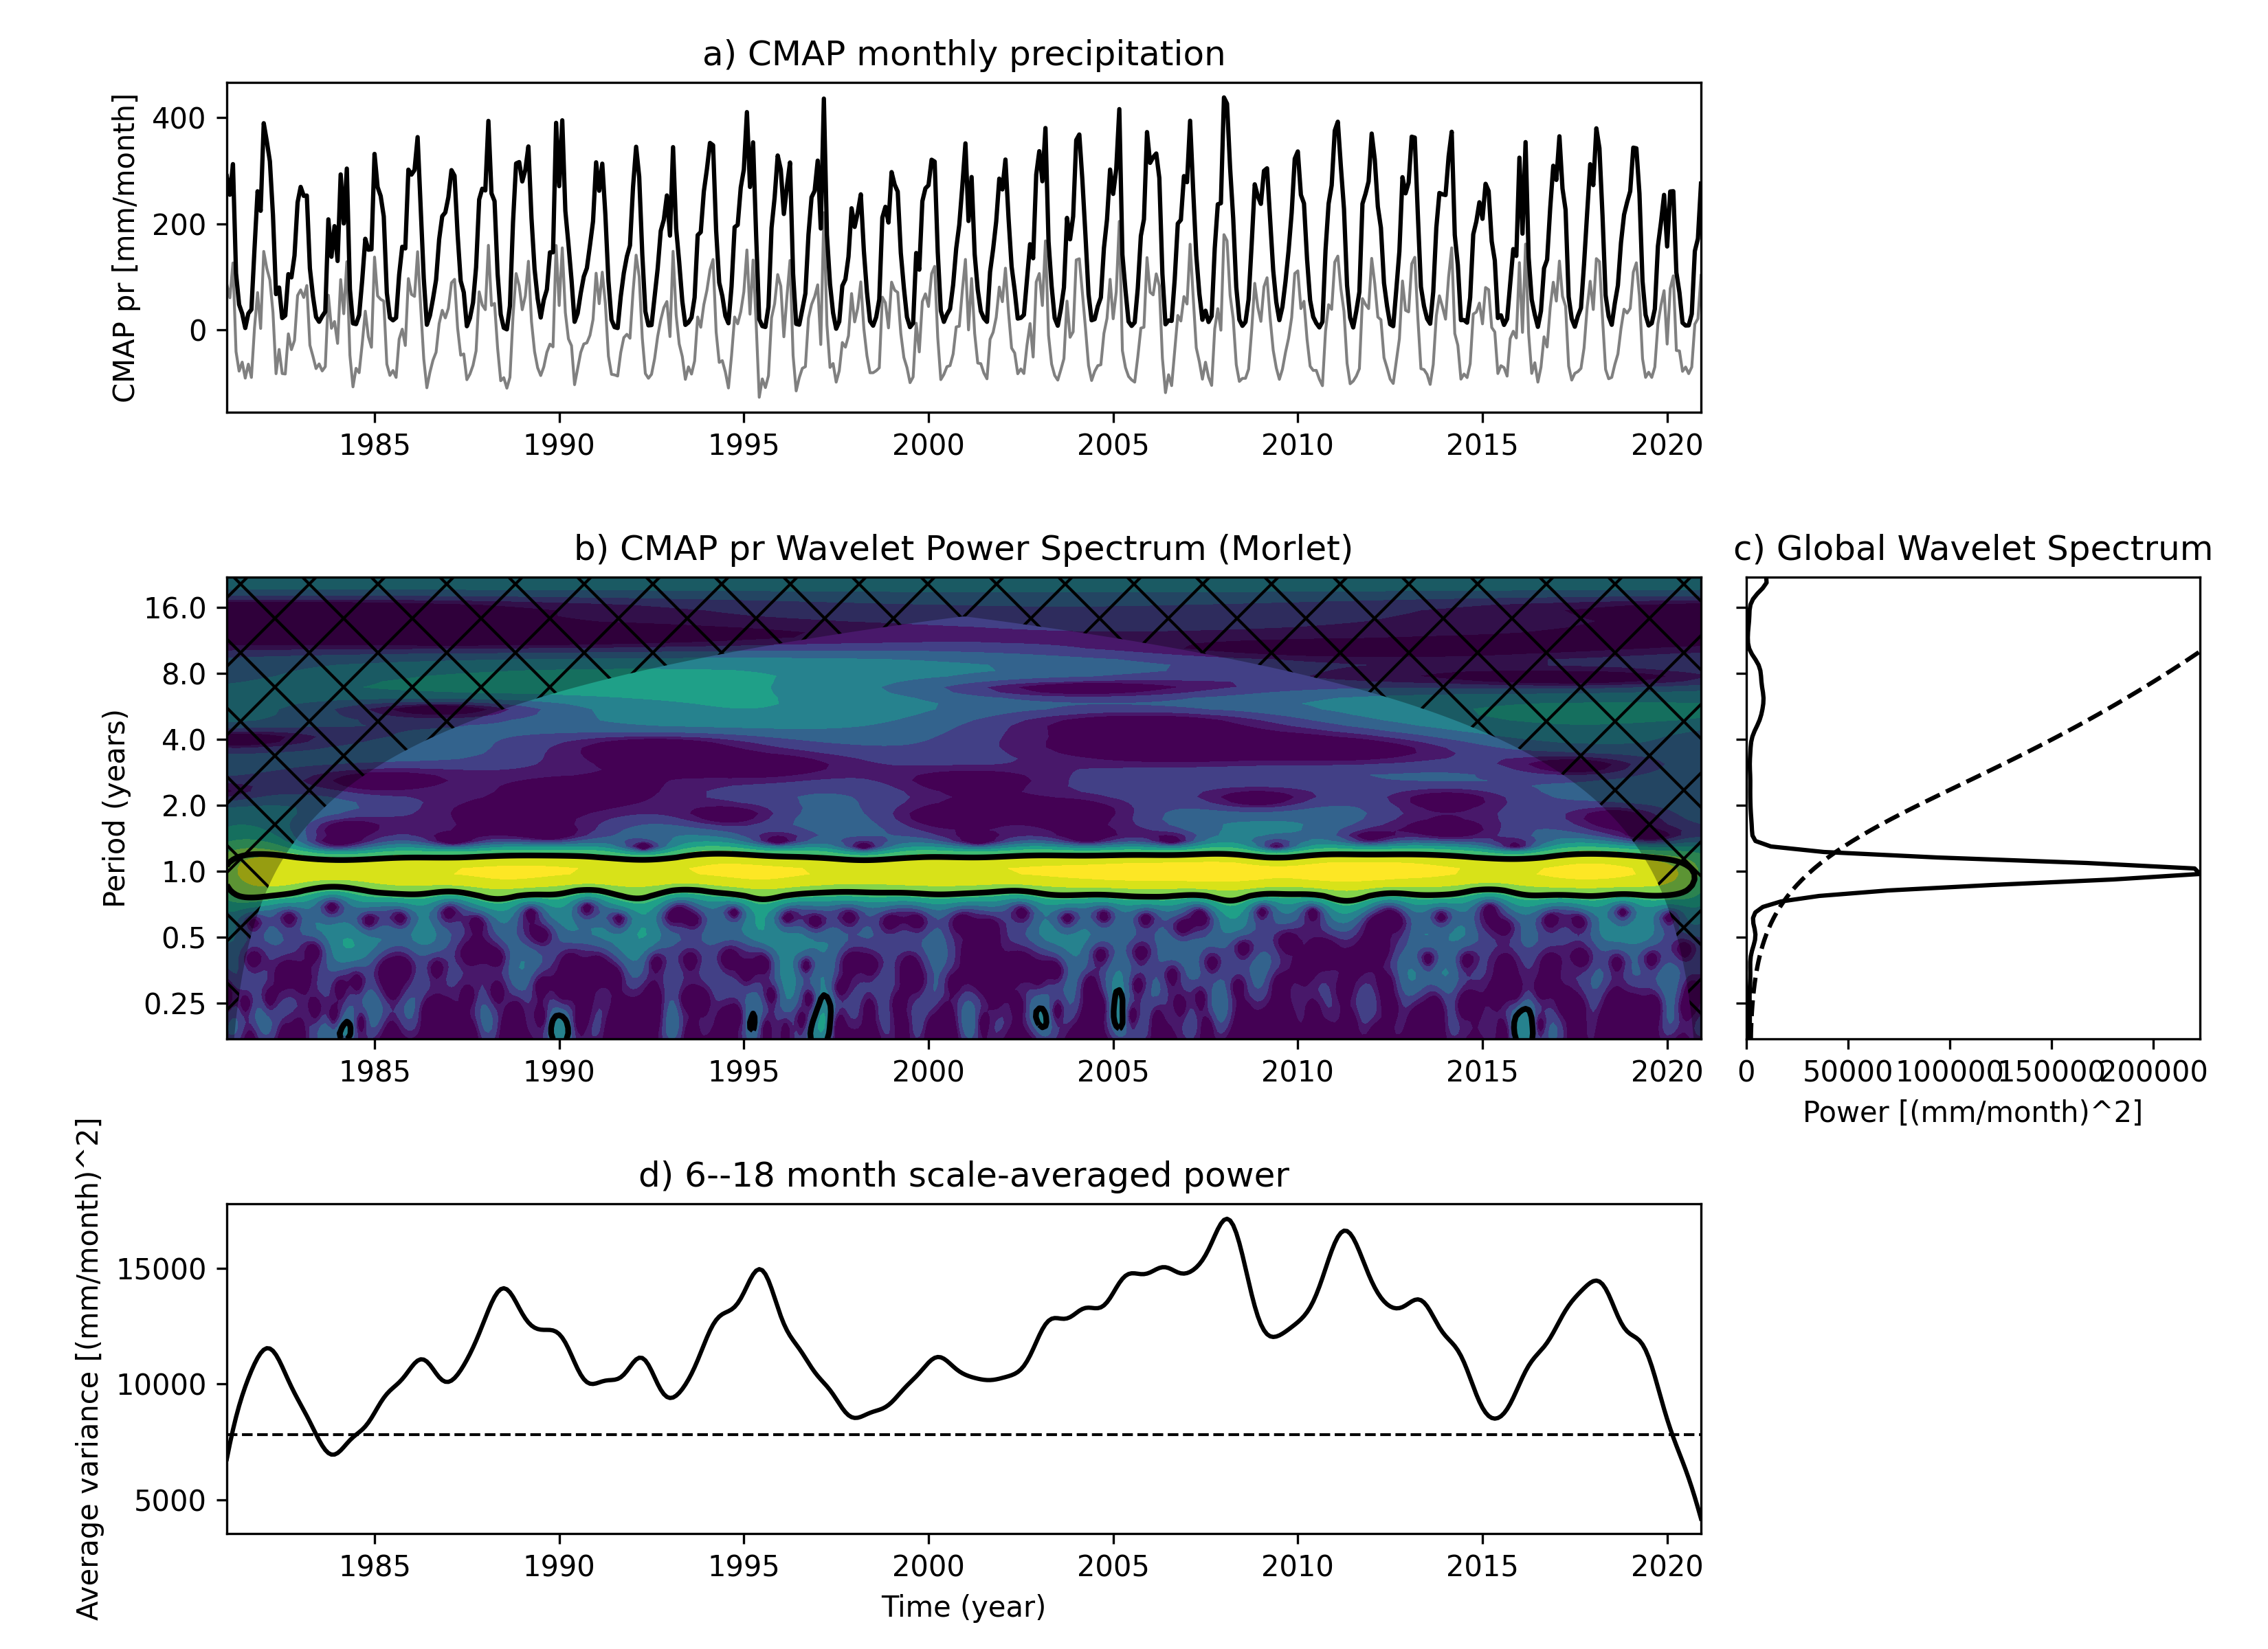 a) CMAP monthly precipitation
CMAP pr [mm/month]
400
200
0
1985 1990 1995 2000 2005 2010 2015 2020
b) CMAP pr Wavelet Power Spectrum (Morlet)
Period (years)
16.0
8.0
4.0
2.0
1.0
0.5
0.25
1985 1990 1995 2000 2005 2010 2015 2020
c) Global Wavelet Spectrum
0 50000 100000 150000 200000
Power [(mm/month)^2]
d) 6--18 month scale-averaged power
Average variance [(mm/month)^2]
15000
10000
5000
1985 1990 1995 2000 2005 2010 2015 2020
Time (year)